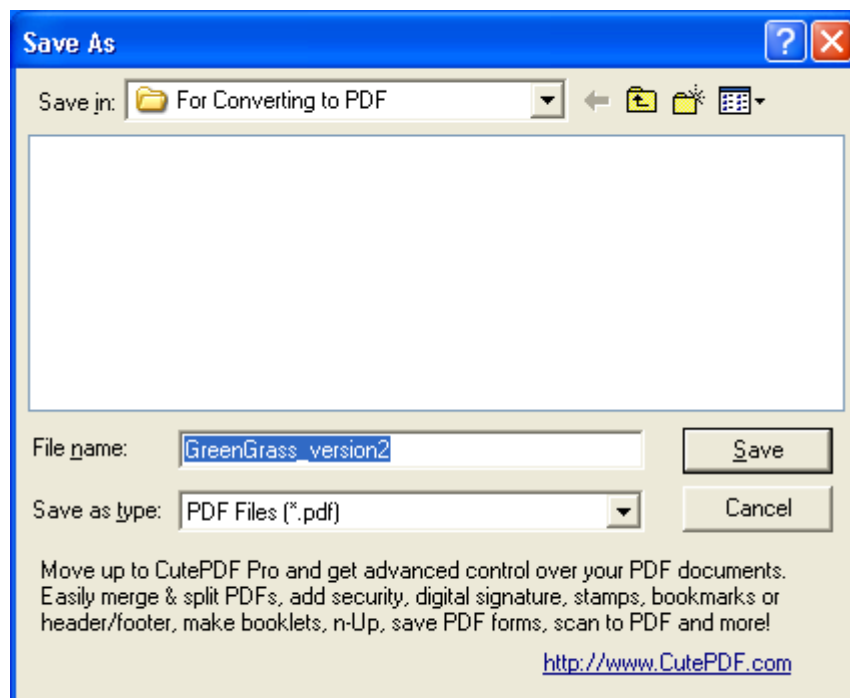 Save As
Save in: For Converting to PDF
File name: GreenGrass_version2
Save
Save as type: PDF Files (*.pdf)
Cancel
Move up to CutePDF Pro and get advanced control over your PDF documents.
Easily merge & split PDFs, add security, digital signature, stamps, bookmarks or
header/footer, make booklets, n-Up, save PDF forms, scan to PDF and more!
http://www.CutePDF.com